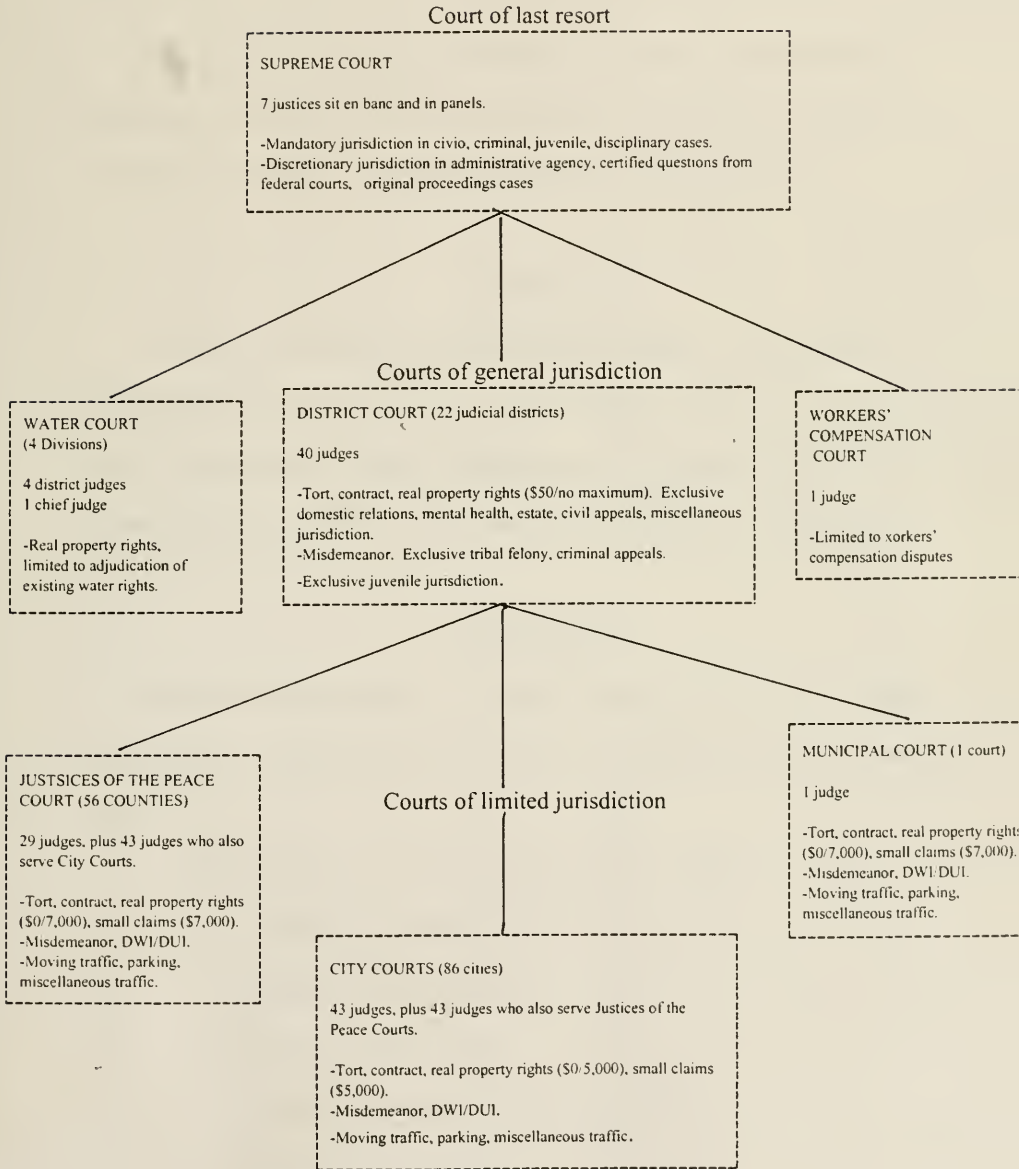 Court of last resort
SUPREME COURT
7 justices sit en banc and in panels.
-Mandatory jurisdiction in civio, criminal, juvenile, disciplinary cases.
-Discretionary jurisdiction in administrative agency, certified questions from
federal courts, original proceedings cases
Courts of general jurisdiction
WATER COURT
(4 Divisions)
4 district judges
1 chief judge
-Real property rights,
limited to adjudication of
existing water rights.
DISTRICT COURT (22 judicial districts)
40 judges
-Tort, contract, real property rights ($50/no maximum). Exclusive
domestic relations, mental health, estate, civil appeals, miscellaneous
jurisdiction.
-Misdemeanor. Exclusive tribal felony, criminal appeals.
-Exclusive juvenile jurisdiction.
WORKERS'
COMPENSATION
COURT
1 judge
-Limited to xorkers'
compensation disputes
Courts of limited jurisdiction
JUSTSICES OF THE PEACE
COURT (56 COUNTIES)
29 judges, plus 43 judges who also
serve City Courts.
-Tort, contract, real property rights
($0/7,000), small claims ($7,000).
-Misdemeanor, DWI/DUI.
-Moving traffic, parking,
miscellaneous traffic.
CITY COURTS (86 cities)
43 judges, plus 43 judges who also serve Justices of the
Peace Courts.
-Tort, contract, real property rights ($0/5,000), small claims
($5,000).
-Misdemeanor, DWI/DUI.
-Moving traffic, parking, miscellaneous traffic.
MUNICIPAL COURT (1 court)
1 judge
-Tort, contract, real property rights
($0/7,000), small claims ($7,000).
-Misdemeanor, DWI/DUI.
-Moving traffic, parking,
miscellaneous traffic.